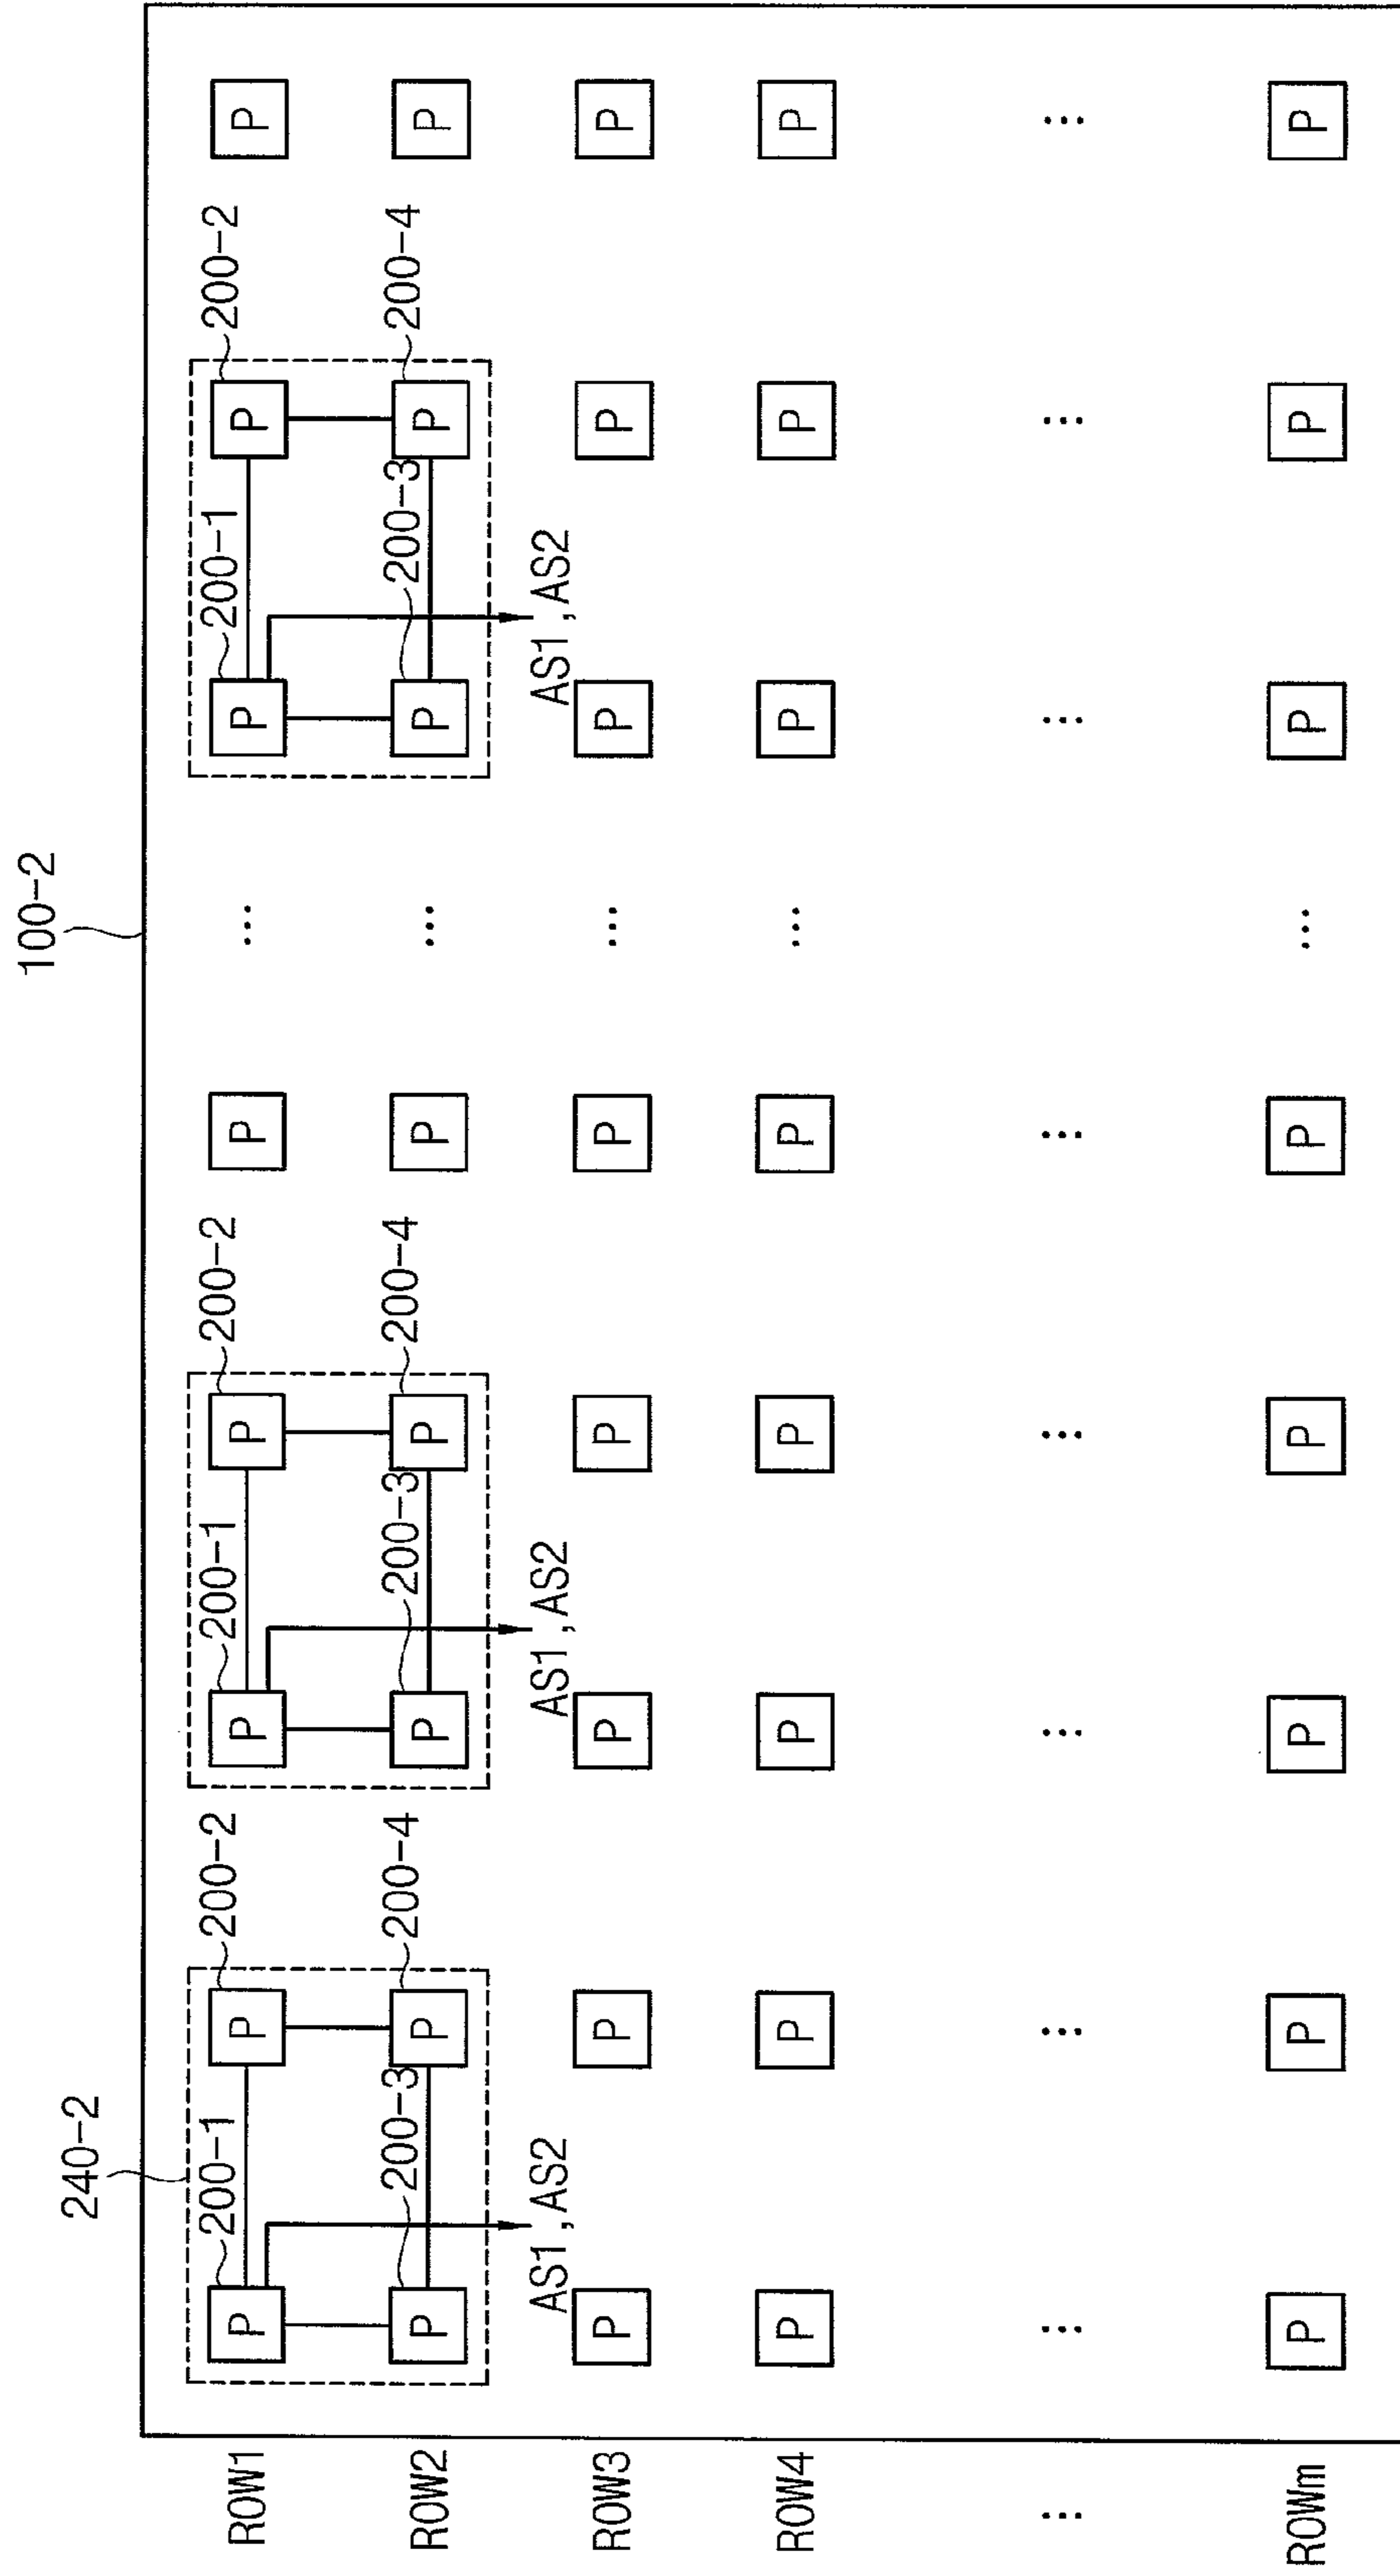 100-2
240-2
200-1 200-2 200-1 200-2 200-1 200-2
ROW1 P P P P P ... P P P
200-3 200-4 200-3 200-4 200-3 200-4
ROW2 P P P P P ... P P P
AS1 ,AS2 AS1 ,AS2 AS1 ,AS2
ROW3 P P P P P ... P P P
ROW4 P P P P P ... P P P
... ... ... ... ... ... ... ... ...
ROWm P P P P P ... P P P